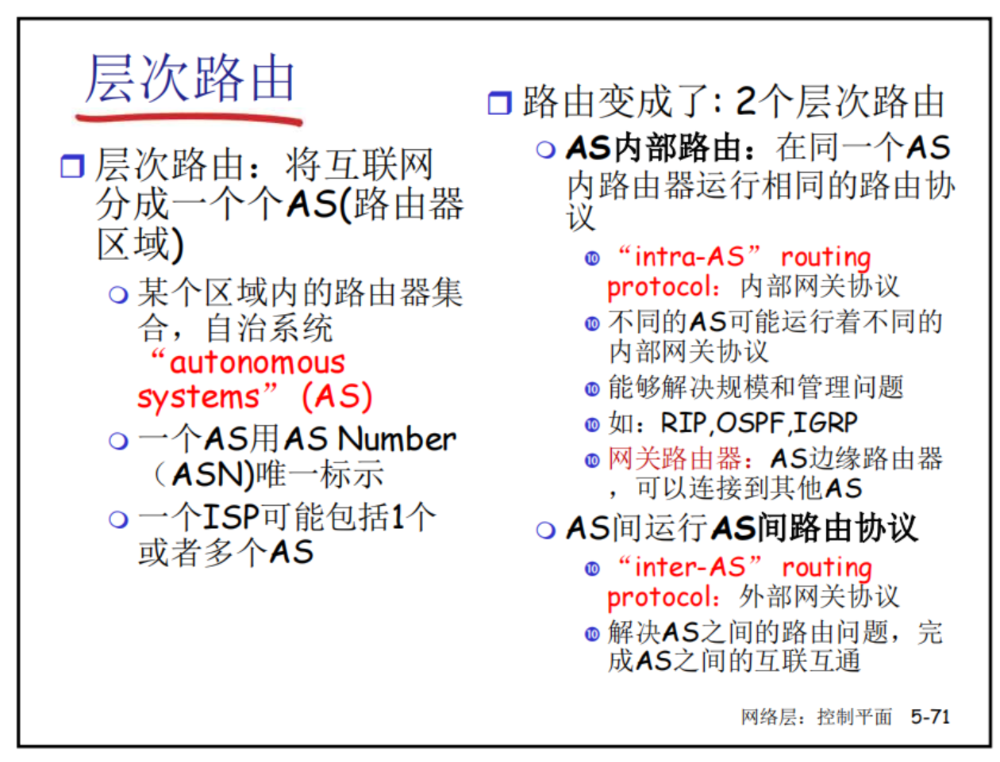 层次路由
层次路由：将互联网
分成一个个AS(路由器
区域)
某个区域内的路由器集
合，自治系统
“autonomous
systems” (AS)
一个AS用AS Number
（ASN)唯一标示
一个ISP可能包括1个
或者多个AS
路由变成了: 2个层次路由
AS内部路由：在同一个AS
内路由器运行相同的路由协
议
“intra-AS” routing
protocol：内部网关协议
不同的AS可能运行着不同的
内部网关协议
能够解决规模和管理问题
如：RIP,OSPF,IGRP
网关路由器：AS边缘路由器
，可以连接到其他AS
AS间运行AS间路由协议
“inter-AS” routing
protocol：外部网关协议
解决AS之间的路由问题，完
成AS之间的互联互通
网络层：控制平面 5-71